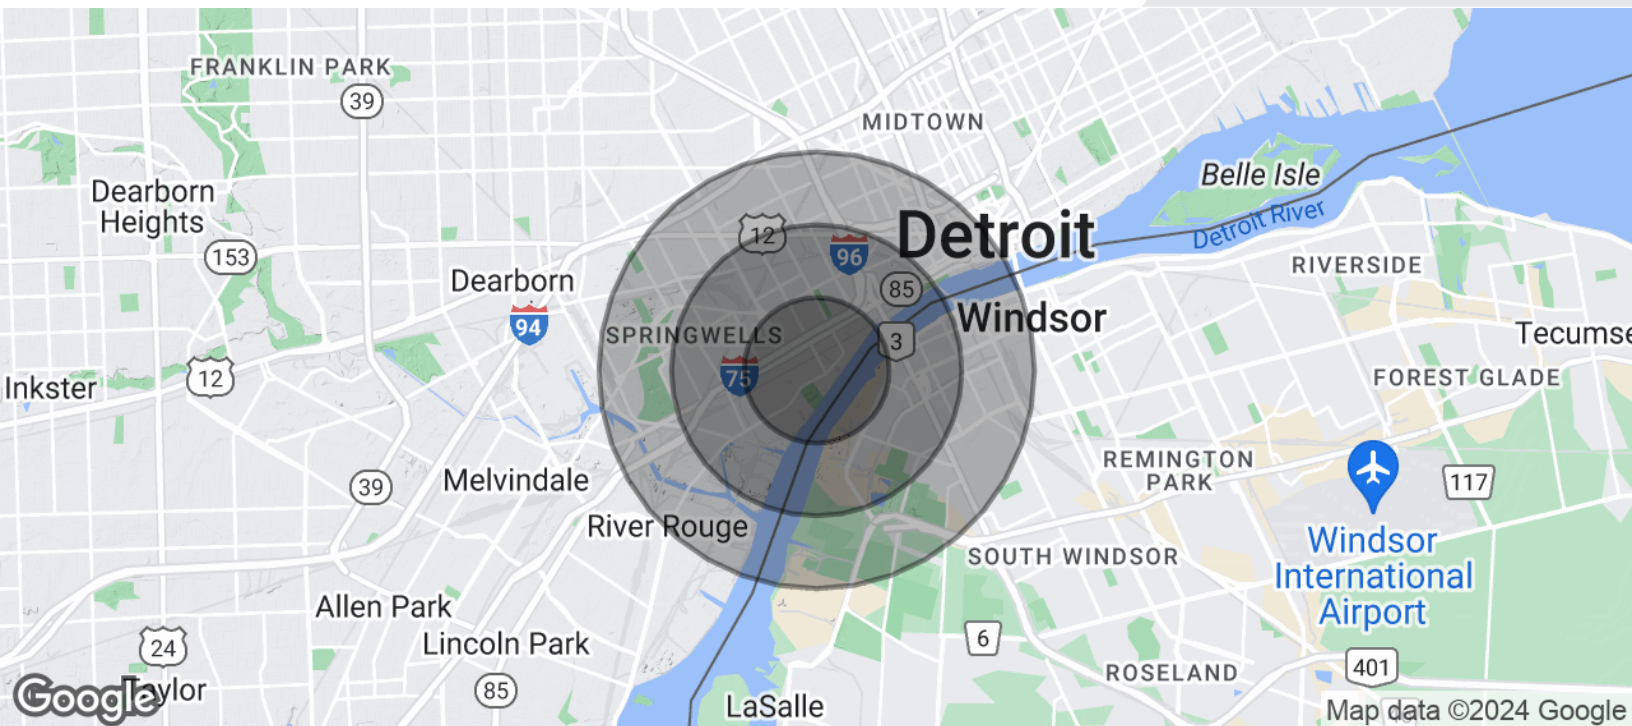 FRANKLIN PARK
39
MIDTOWN
Belle Isle
Dearborn
Heights
Detroit River
12
Detroit
96
153
RIVERSIDE
Dearborn
85
94
SPRINGWELLS
3
Windsor
Tecumse
Inkster
12
75
FOREST GLADE
39
Melvindale
REMINGTON
PARK
117
River Rouge
SOUTH WINDSOR
Windsor
International
Airport
Allen Park
24
Lincoln Park
6
ROSELAND
401
Google
Taylor
85
LaSalle
Map data ©2024 Google